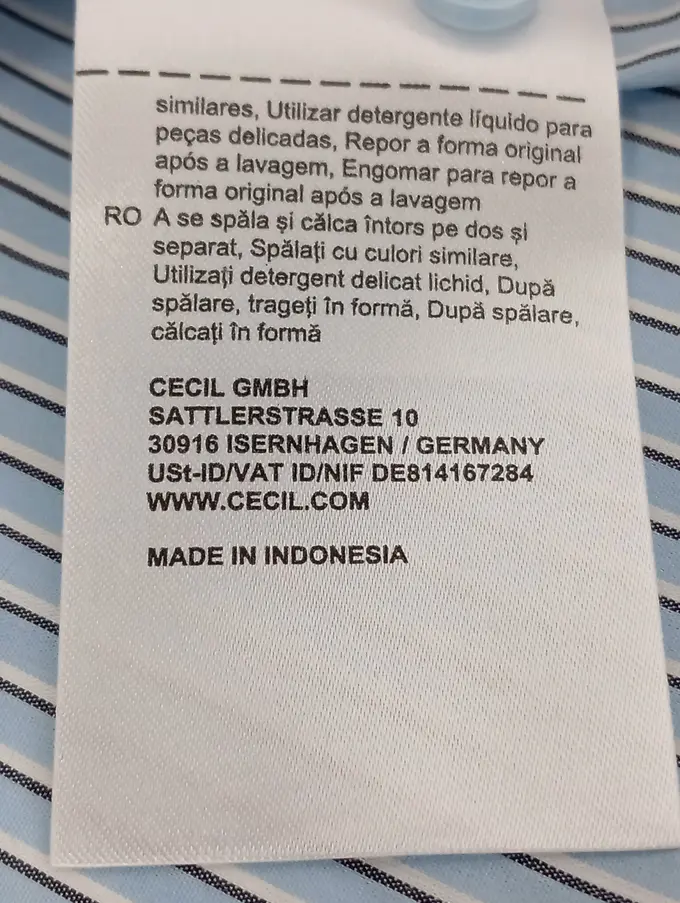 similares, Utilizar detergente líquido para
peças delicadas, Repor a forma original
após a lavagem, Engomar para repor a
forma original após a lavagem
RO A se spăla și călca întors pe dos și
separat, Spălați cu culori similare,
Utilizați detergent delicat lichid, După
spălare, trageți în formă, După spălare,
călcați în formă
CECIL GMBH
SATTLERSTRASSE 10
30916 ISERNHAGEN / GERMANY
USt-ID/VAT ID/NIF DE814167284
WWW.CECIL.COM
MADE IN INDONESIA